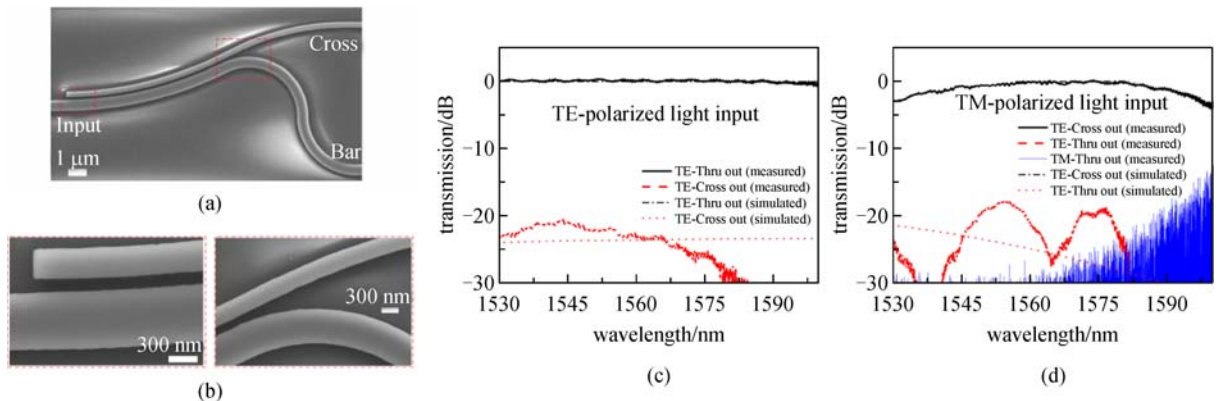 Cross
Input
1 μm
Bar
(a)
300 nm
300 nm
(b)
transmission/dB
0
−10
−20
−30
TE-polarized light input
TE-Thru out (measured)
TE-Cross out (measured)
TE-Thru out (simulated)
TE-Cross out (simulated)
1530 1545 1560 1575 1590
wavelength/nm
(c)
transmission/dB
0
−10
−20
−30
TM-polarized light input
TE-Cross out (measured)
TE-Thru out (measured)
TM-Thru out (measured)
TE-Cross out (simulated)
TE-Thru out (simulated)
1530 1545 1560 1575 1590
wavelength/nm
(d)